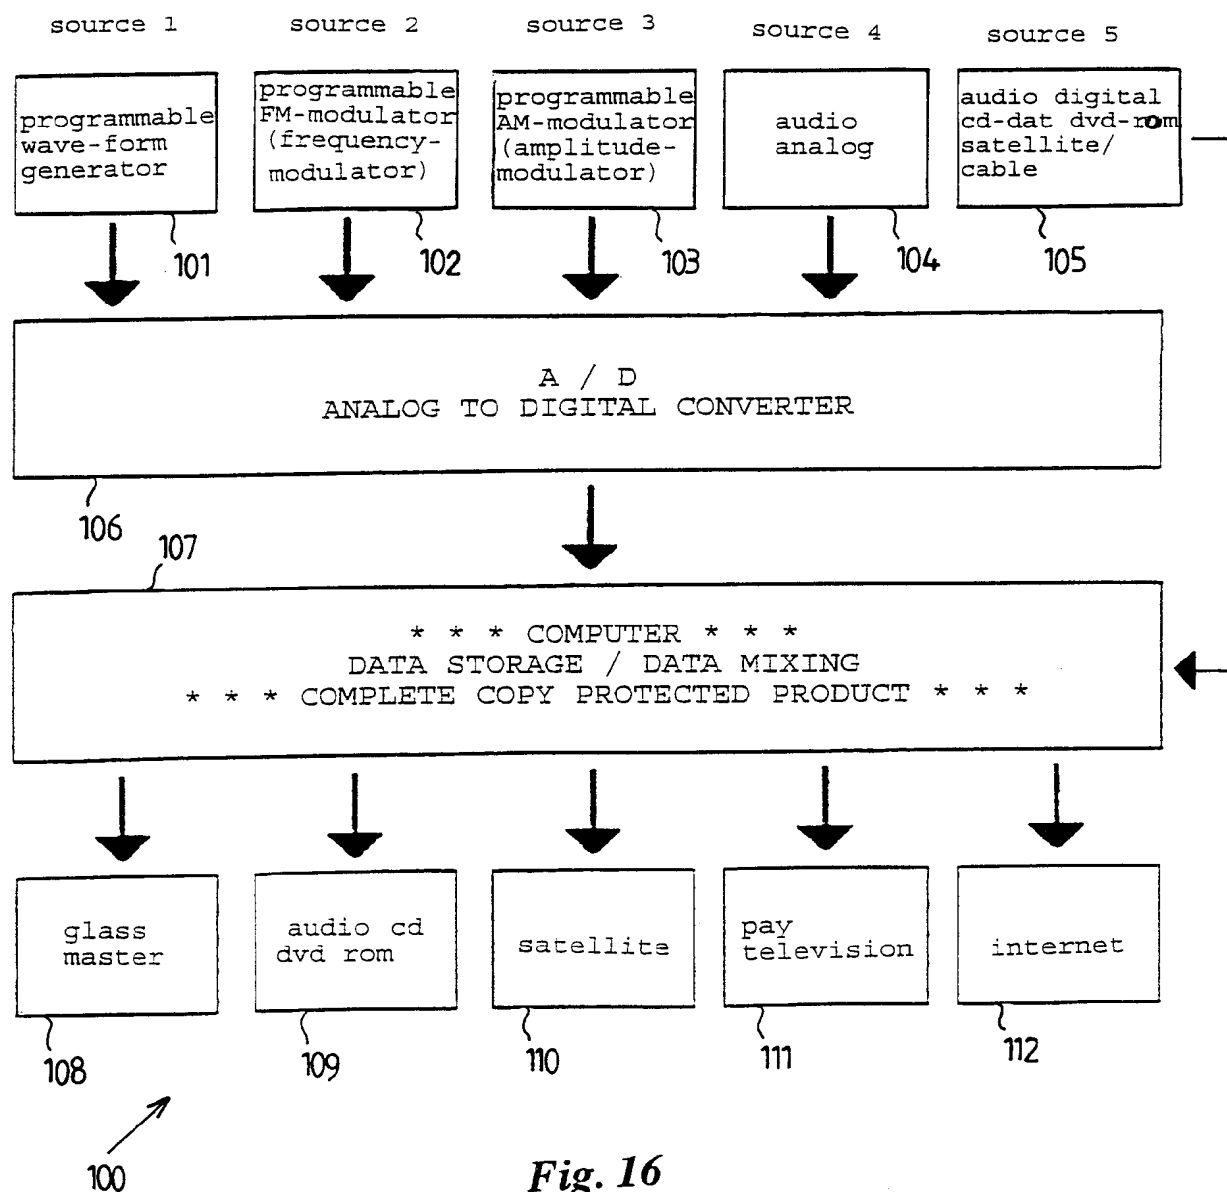 source 1
source 2
source 3
source 4
source 5
programmable
wave-form
generator
programmable
FM-modulator
(frequency-
modulator)
programmable
AM-modulator
(amplitude-
modulator)
audio
analog
audio digital
cd-dat dvd-rom
satellite/
cable
101
102
103
104
105
A / D
ANALOG TO DIGITAL CONVERTER
106
107
* * * COMPUTER * * *
DATA STORAGE / DATA MIXING
* * * COMPLETE COPY PROTECTED PRODUCT * * *
glass
master
audio cd
dvd rom
satellite
pay
television
internet
108
109
110
111
112
100
Fig. 16